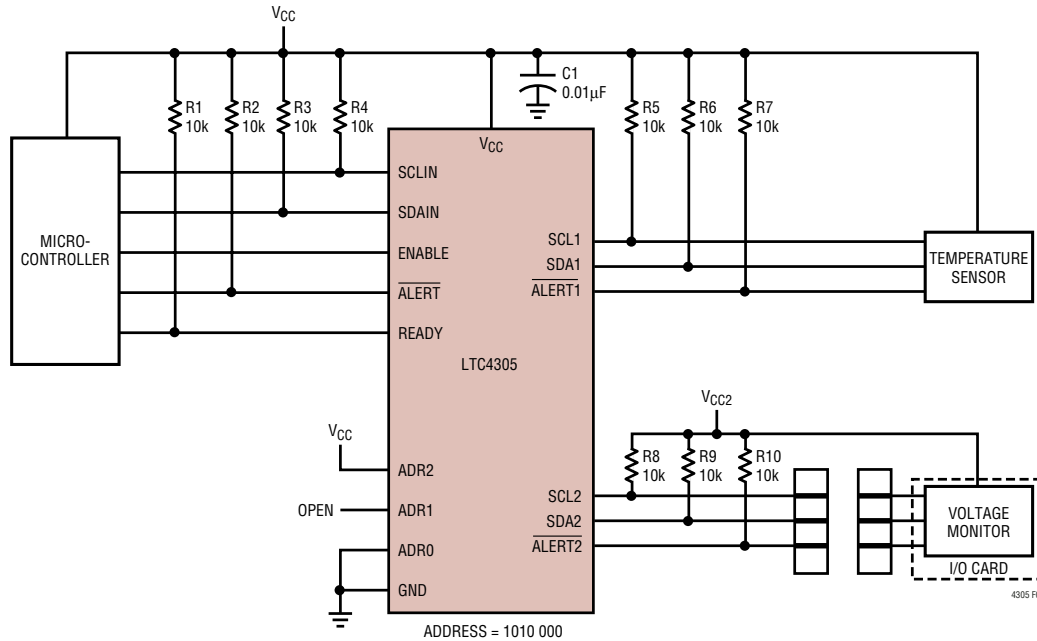 VCC
R1
10k
R2
10k
R3
10k
R4
10k
C1
0.01µF
R5
10k
R6
10k
R7
10k
MICRO-
CONTROLLER
VCC
SCLIN
SDAIN
ENABLE
ALERT
READY
SCL1
SDA1
ALERT1
TEMPERATURE
SENSOR
LTC4305
VCC2
R8
10k
R9
10k
R10
10k
VCC
ADR2
OPEN
ADR1
ADR0
GND
SCL2
SDA2
ALERT2
VOLTAGE
MONITOR
I/O CARD
4305
ADDRESS = 1010 000